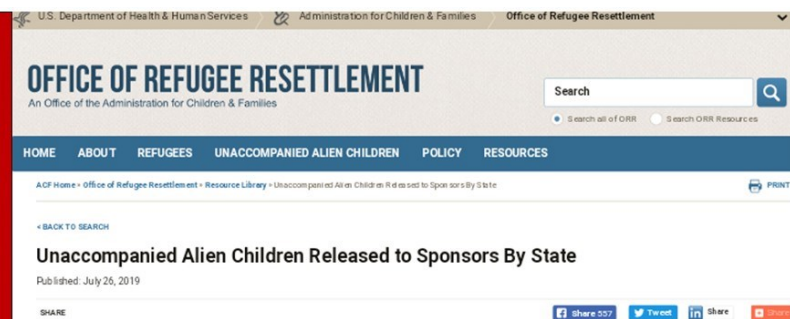 U.S. Department of Health & Human Services Administration for Children & Families Office of Refugee Resettlement
OFFICE OF REFUGEE RESETTLEMENT
An Office of the Administration for Children & Families
Search
Search all of ORR Search ORR Resources
HOME ABOUT REFUGEES UNACCOMPANIED ALIEN CHILDREN POLICY RESOURCES
ACF Home » Office of Refugee Resettlement » Resource Library » Unaccompanied Alien Children Released to Sponsors By State PRINT
< BACK TO SEARCH
Unaccompanied Alien Children Released to Sponsors By State
Published: July 26, 2019
SHARE Share 557 Tweet Share Share